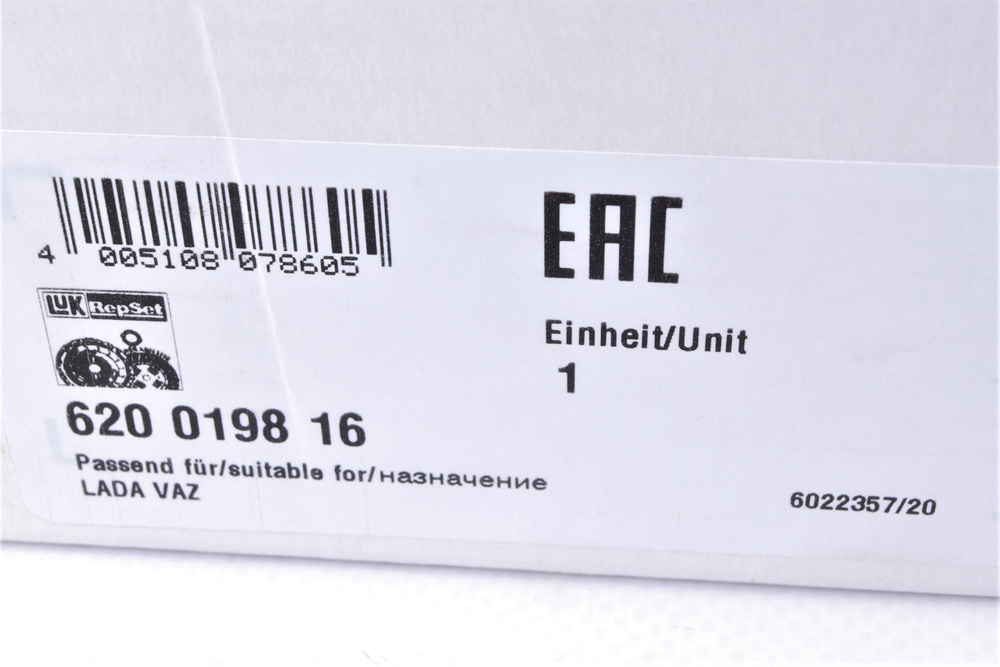 4 005108 078605
EAC
LUK RepSet
Einheit/Unit
1
620 0198 16
Passend für/suitable for/назначение
LADA VAZ
6022357/20